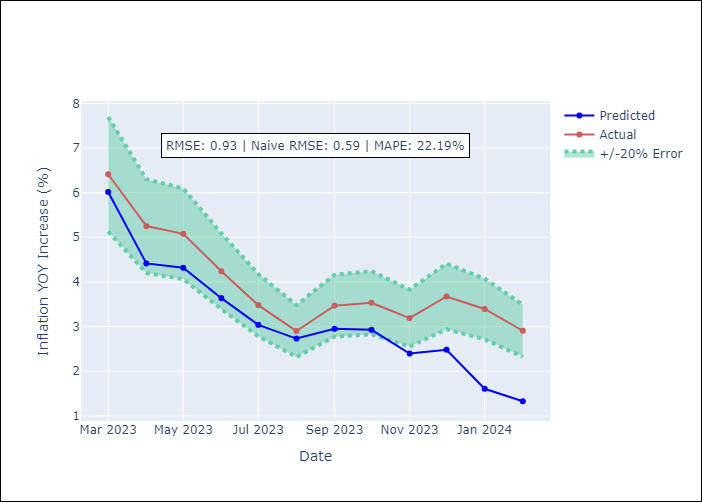 RMSE: 0.93 | Naive RMSE: 0.59 | MAPE: 22.19%
Predicted
Actual
+/-20% Error
Inflation YOY Increase (%)
8
7
6
5
4
3
2
1
Mar 2023
May 2023
Jul 2023
Sep 2023
Nov 2023
Jan 2024
Date